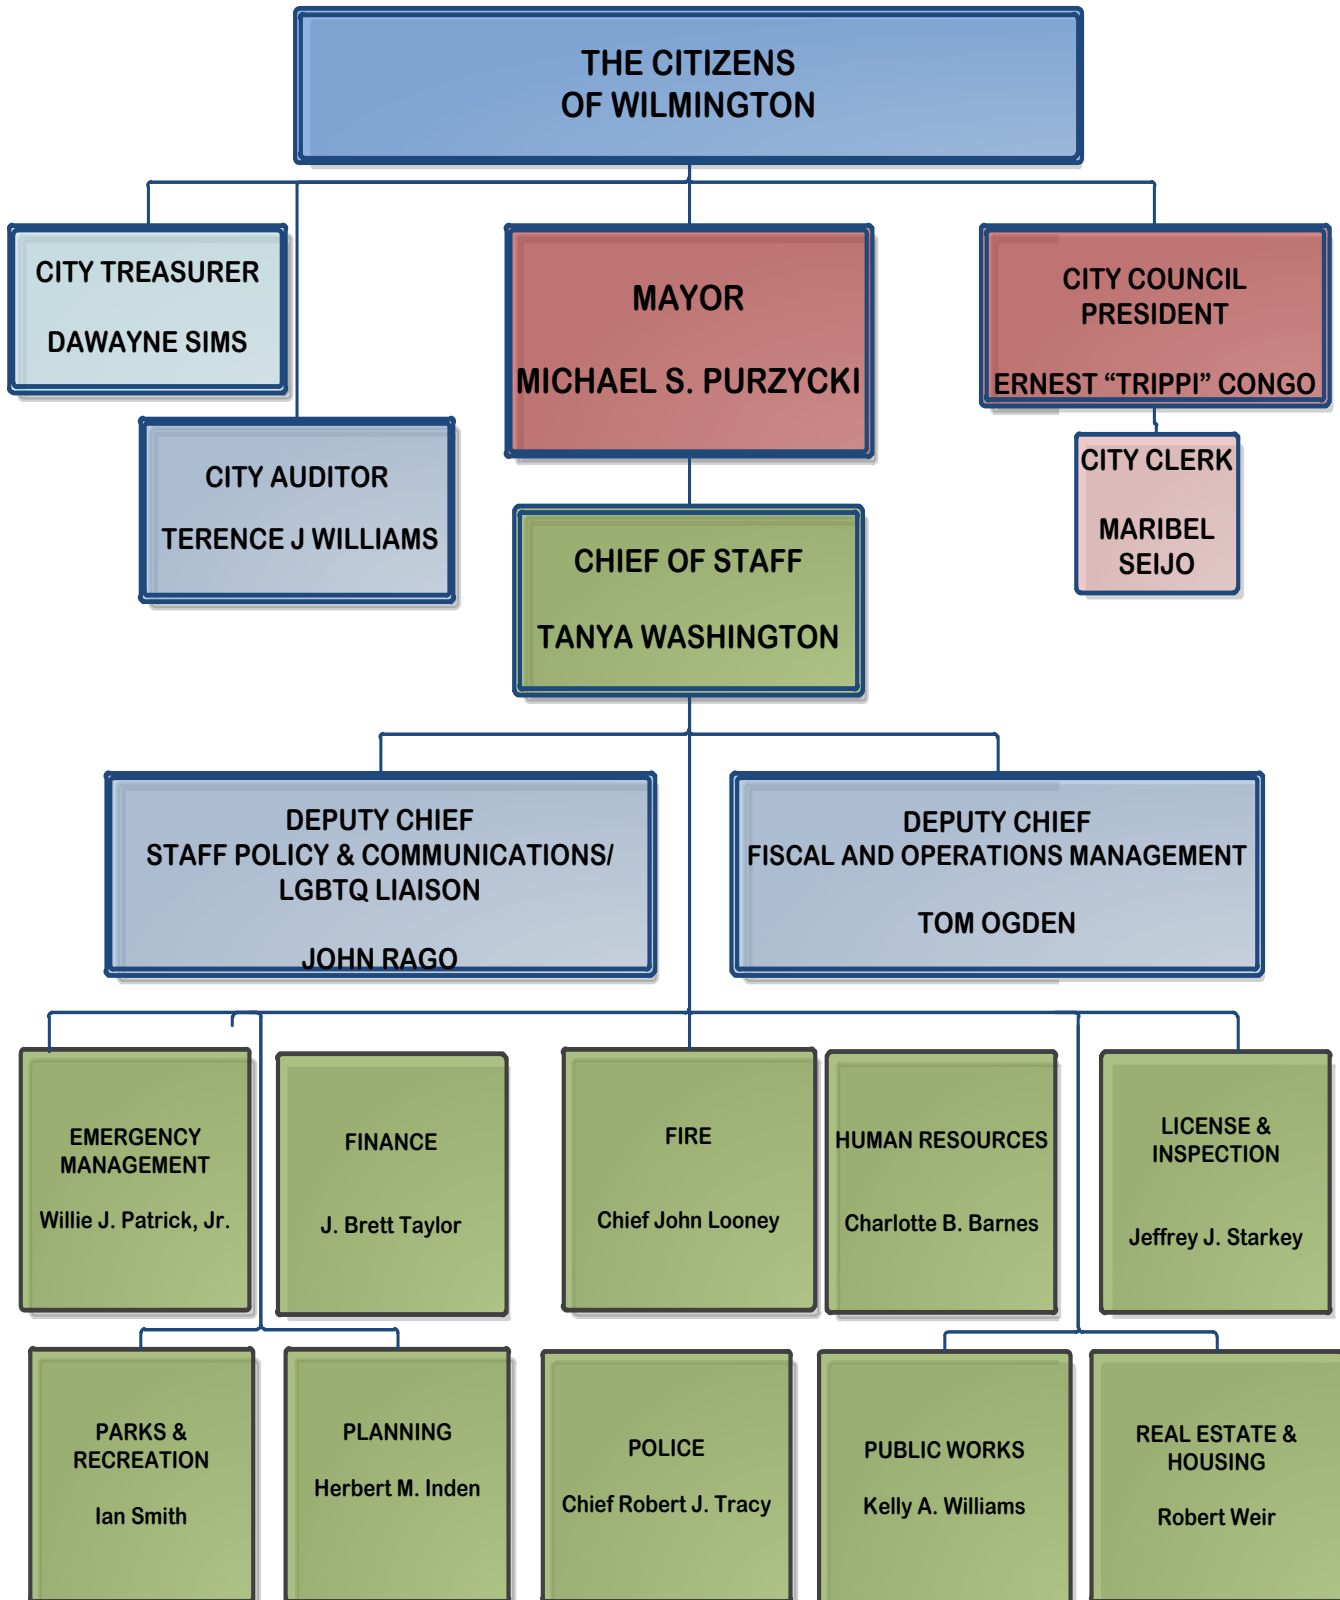 THE CITIZENS
OF WILMINGTON
CITY TREASURER
DAWAYNE SIMS
MAYOR
MICHAEL S. PURZYCKI
CITY COUNCIL
PRESIDENT
ERNEST “TRIPPI” CONGO
CITY AUDITOR
TERENCE J WILLIAMS
CITY CLERK
MARIBEL
SEIJO
CHIEF OF STAFF
TANYA WASHINGTON
DEPUTY CHIEF
STAFF POLICY & COMMUNICATIONS/
LGBTQ LIAISON
JOHN RAGO
DEPUTY CHIEF
FISCAL AND OPERATIONS MANAGEMENT
TOM OGDEN
EMERGENCY
MANAGEMENT
Willie J. Patrick, Jr.
FINANCE
J. Brett Taylor
FIRE
Chief John Looney
HUMAN RESOURCES
Charlotte B. Barnes
LICENSE &
INSPECTION
Jeffrey J. Starkey
PARKS &
RECREATION
Ian Smith
PLANNING
Herbert M. Inden
POLICE
Chief Robert J. Tracy
PUBLIC WORKS
Kelly A. Williams
REAL ESTATE &
HOUSING
Robert Weir